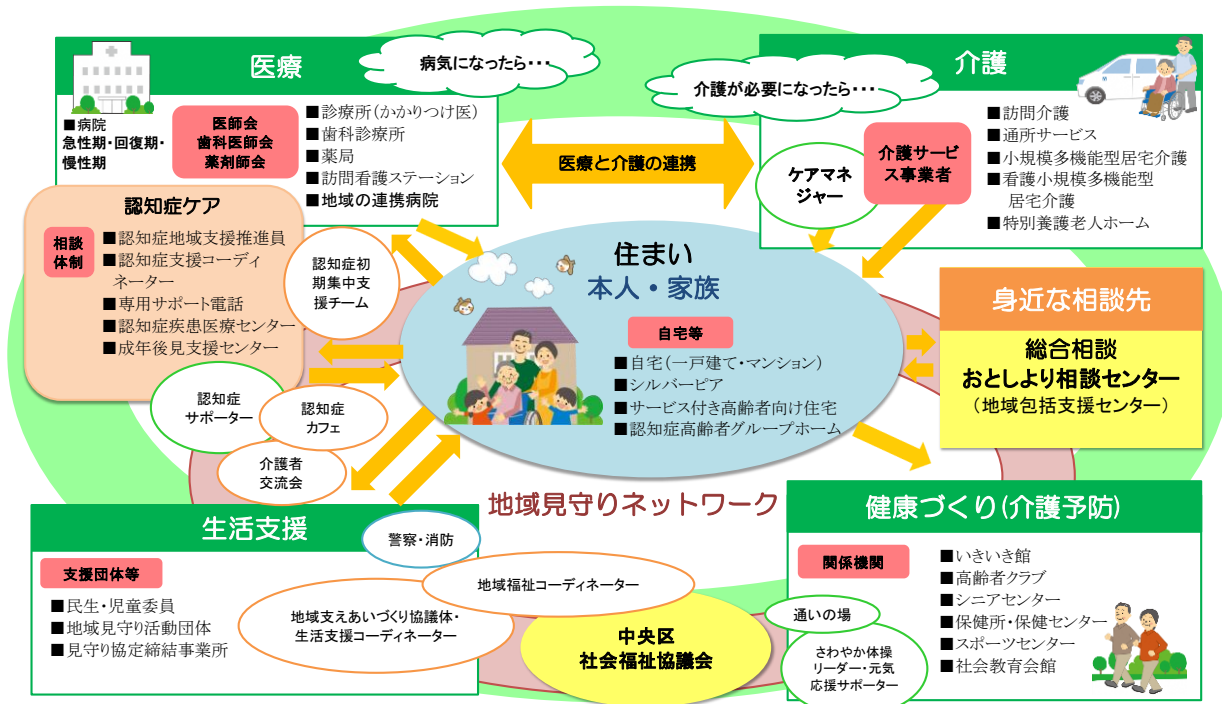 医療
病気になったら・・・
■病院
急性期・回復期・
慢性期
医師会
歯科医師会
薬剤師会
■診療所（かかりつけ医）
■歯科診療所
■薬局
■訪問看護ステーション
■地域の連携病院
医療と介護の連携
介護
介護が必要になったら・・・
ケアマネ
ジャー
介護サービ
ス事業者
■訪問介護
■通所サービス
■小規模多機能型居宅介護
■看護小規模多機能型
居宅介護
■特別養護老人ホーム
認知症ケア
相談
体制
■認知症地域支援推進員
■認知症支援コーディ
ネーター
■専用サポート電話
■認知症疾患医療センター
■成年後見支援センター
認知症初
期集中支
援チーム
認知症
サポーター
認知症
カフェ
介護者
交流会
住まい
本人・家族
自宅等
■自宅（一戸建て・マンション）
■シルバーピア
■サービス付き高齢者向け住宅
■認知症高齢者グループホーム
身近な相談先
総合相談
おとしより相談センター
（地域包括支援センター）
地域見守りネットワーク
生活支援
警察・消防
支援団体等
■民生・児童委員
■地域見守り活動団体
■見守り協定締結事業所
地域福祉コーディネーター
地域支えあいづくり協議体・
生活支援コーディネーター
中央区
社会福祉協議会
健康づくり(介護予防)
関係機関
■いきいき館
■高齢者クラブ
■シニアセンター
■保健所・保健センター
■スポーツセンター
■社会教育会館
通いの場
さわやか体操
リーダー・元気
応援サポーター